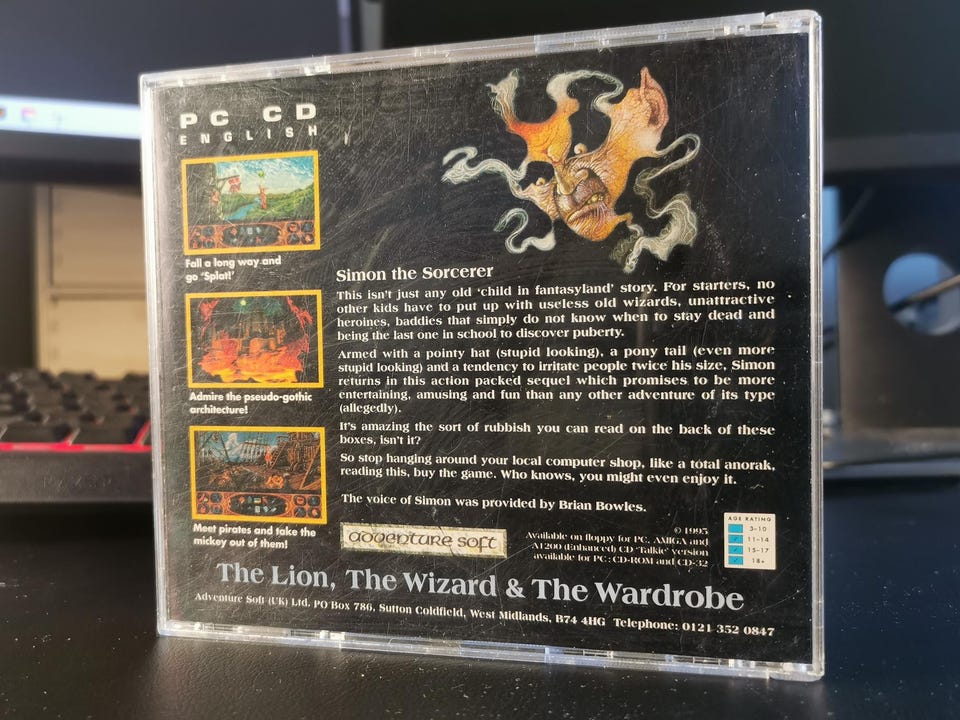 PC CD
ENGLISH
Fall a long way and
go 'Splat!'
Admire the pseudo-gothic
architecture!
Meet pirates and take the
mickey out of them!
Simon the Sorcerer
This isn't just any old 'child in fantasyland' story. For starters, no
other kids have to put up with useless old wizards, unattractive
heroines, baddies that simply do not know when to stay dead and
being the last one in school to discover puberty.
Armed with a pointy hat (stupid looking), a pony tail (even more
stupid looking) and a tendency to irritate people twice his size, Simon
returns in this action packed sequel which promises to be more
entertaining, amusing and fun than any other adventure of its type
(allegedly).
It's amazing the sort of rubbish you can read on the back of these
boxes, isn't it?
So stop hanging around your local computer shop, like a total anorak,
reading this, buy the game. Who knows, you might even enjoy it.
The voice of Simon was provided by Brian Bowles.
adventure soft
© 1995
Available on floppy for PC, AMIGA and
A1200 (Enhanced) CD 'Talkie' version
available for PC: CD-ROM and CD-32
AGE RATING
3-10
✓ 11-14
✓ 15-17
✓ 18+
The Lion, The Wizard & The Wardrobe
Adventure Soft (UK) Ltd. PO Box 786, Sutton Coldfield, West Midlands, B74 4HG Telephone: 0121 352 0847